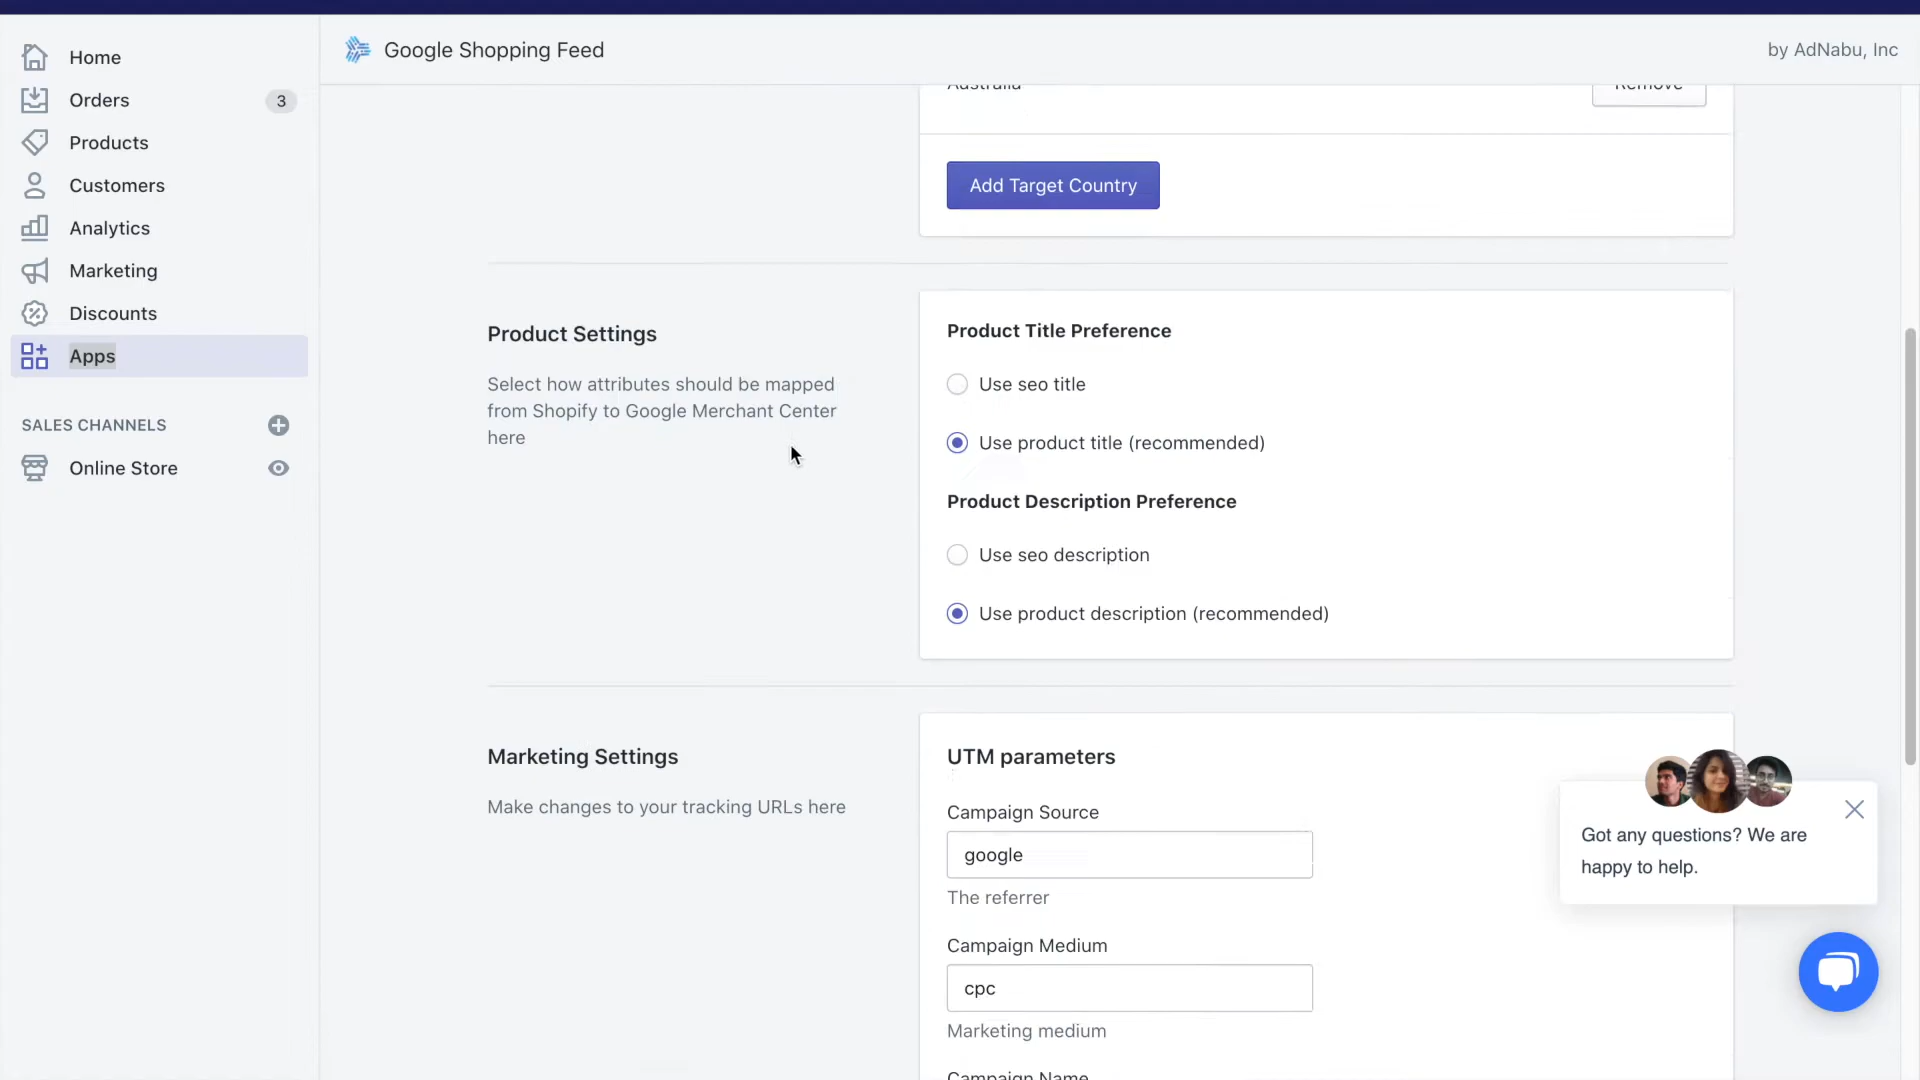 Home
Orders
3
Products
Customers
Analytics
Marketing
Discounts
Apps
SALES CHANNELS
Online Store
Google Shopping Feed
by AdNabu, Inc
Australia
Remove
Add Target Country
Product Settings
Select how attributes should be mapped
from Shopify to Google Merchant Center
here
Product Title Preference
Use seo title
Use product title (recommended)
Product Description Preference
Use seo description
Use product description (recommended)
Marketing Settings
Make changes to your tracking URLs here
UTM parameters
Campaign Source
google
The referrer
Campaign Medium
cpc
Marketing medium
Campaign Name
Got any questions? We are
happy to help.